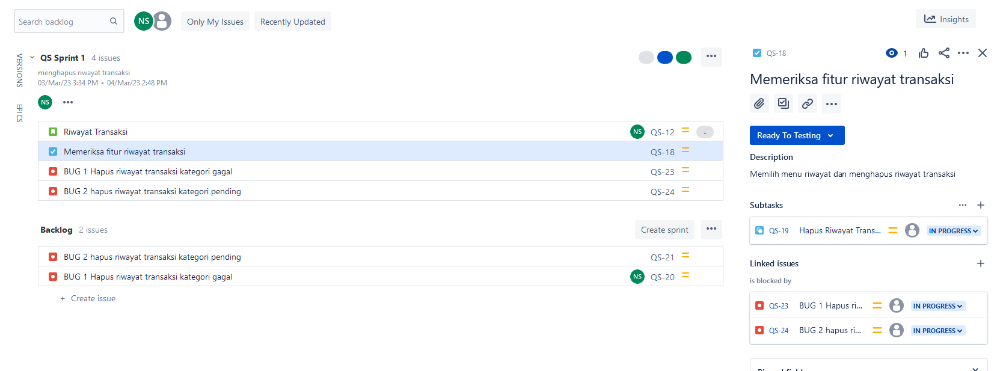 Search backlog
NS
Only My Issues
Recently Updated
Insights
VERSIONS
EPICS
QS Sprint 1 4 issues
menghapus riwayat transaksi
03/Mar/23 3:34 PM • 04/Mar/23 2:48 PM
NS
Riwayat Transaksi NS QS-12 -
Memeriksa fitur riwayat transaksi QS-18
BUG 1 Hapus riwayat transaksi kategori gagal QS-23
BUG 2 hapus riwayat transaksi kategori pending QS-24
Backlog 2 issues Create sprint
BUG 2 hapus riwayat transaksi kategori pending QS-21
BUG 1 Hapus riwayat transaksi kategori gagal NS QS-20
+ Create issue
QS-18 1
Memeriksa fitur riwayat transaksi
Ready To Testing
Description
Memilih menu riwayat dan menghapus riwayat transaksi
Subtasks
QS-19 Hapus Riwayat Trans... IN PROGRESS
Linked issues
is blocked by
QS-23 BUG 1 Hapus ri... IN PROGRESS
QS-24 BUG 2 hapus ri... IN PROGRESS